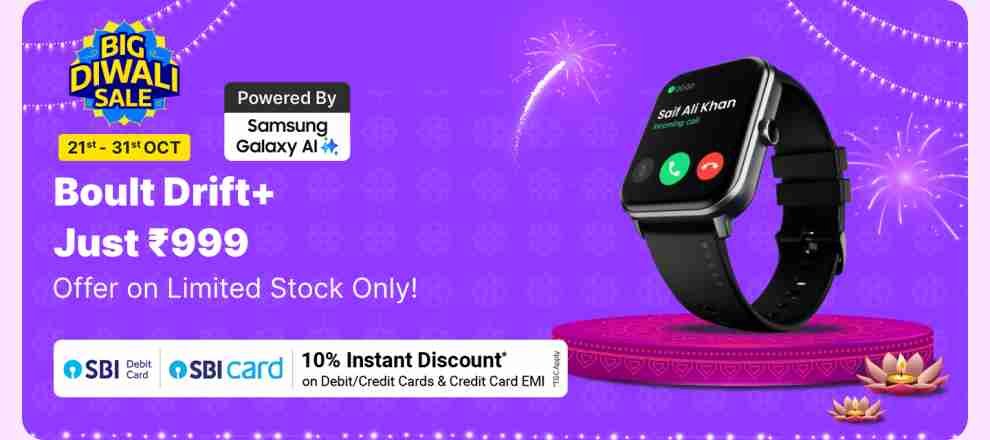 BIG
DIWALI
SALE
21st - 31st OCT
Powered By
Samsung
Galaxy AI
Boult Drift+
Just ₹999
Offer on Limited Stock Only!
SBI Debit Card
SBI card
10% Instant Discount*
on Debit/Credit Cards & Credit Card EMI
*T&C Apply
Saif Ali Khan
Incoming call